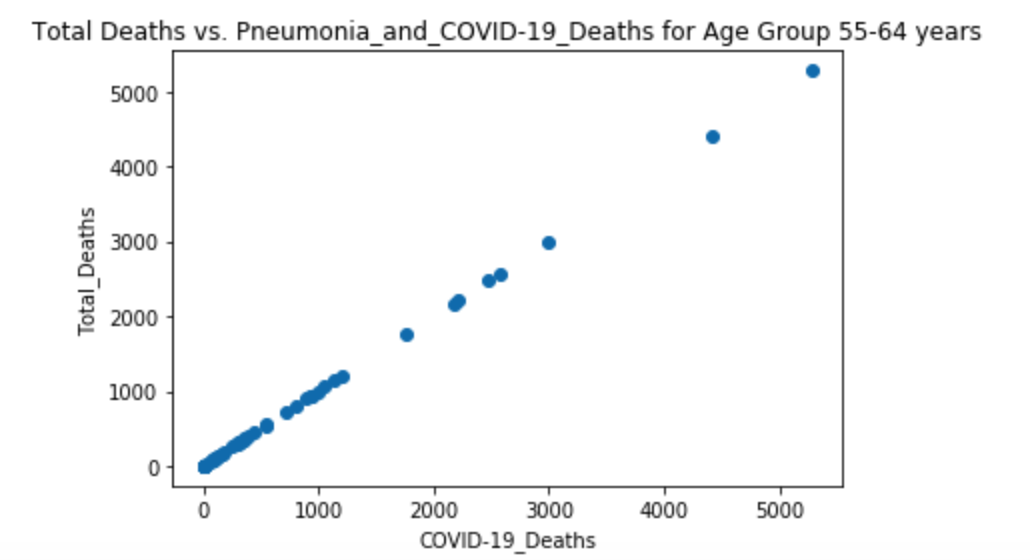 Total Deaths vs. Pneumonia_and_COVID-19_Deaths for Age Group 55-64 years
5000
4000
3000
2000
1000
0
Total_Deaths
0 1000 2000 3000 4000 5000
COVID-19_Deaths